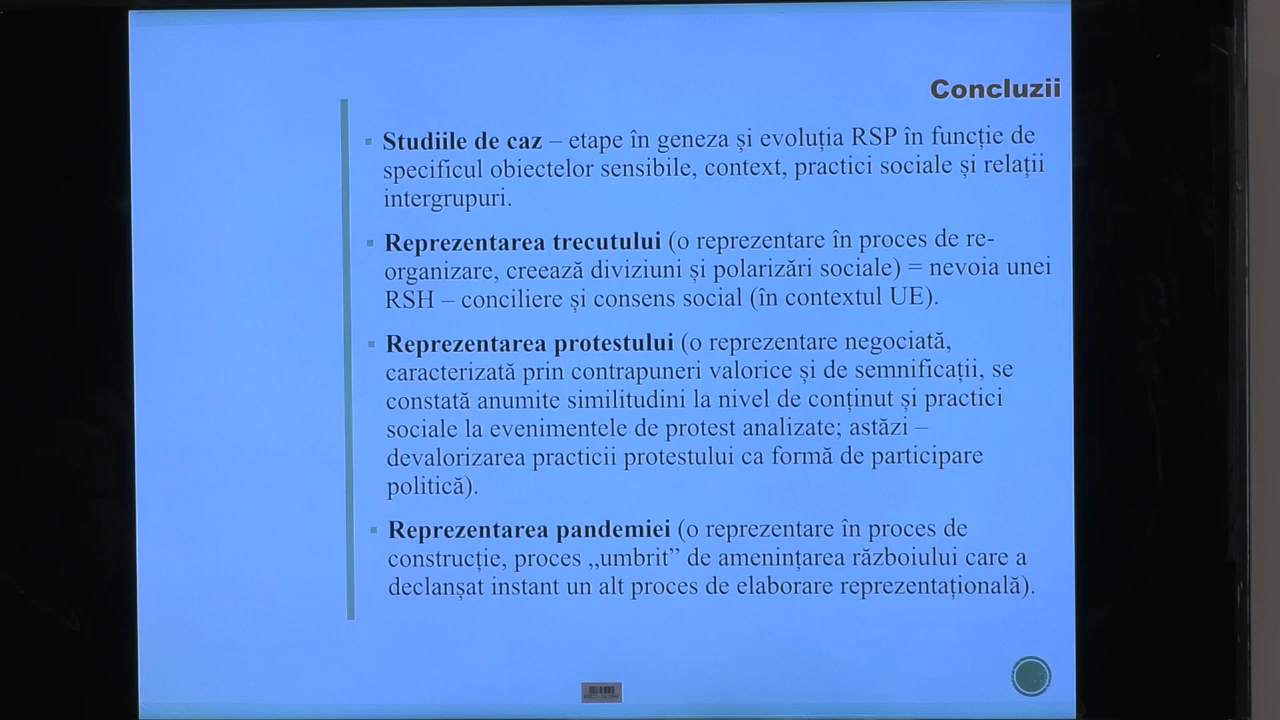 Concluzii
Studiile de caz – etape în geneza și evoluția RSP în funcție de
specificul obiectelor sensibile, context, practici sociale și relații
intergrupuri.
Reprezentarea trecutului (o reprezentare în proces de re-
organizare, creează diviziuni și polarizări sociale) = nevoia unei
RSH – conciliere și consens social (în contextul UE).
Reprezentarea protestului (o reprezentare negociată,
caracterizată prin contrapuneri valorice și de semnificații, se
constată anumite similitudini la nivel de conținut și practici
sociale la evenimentele de protest analizate; astăzi –
devalorizarea practicii protestului ca formă de participare
politică).
Reprezentarea pandemiei (o reprezentare în proces de
construcție, proces „umbrit” de amenințarea războiului care a
declanșat instant un alt proces de elaborare reprezentațională).